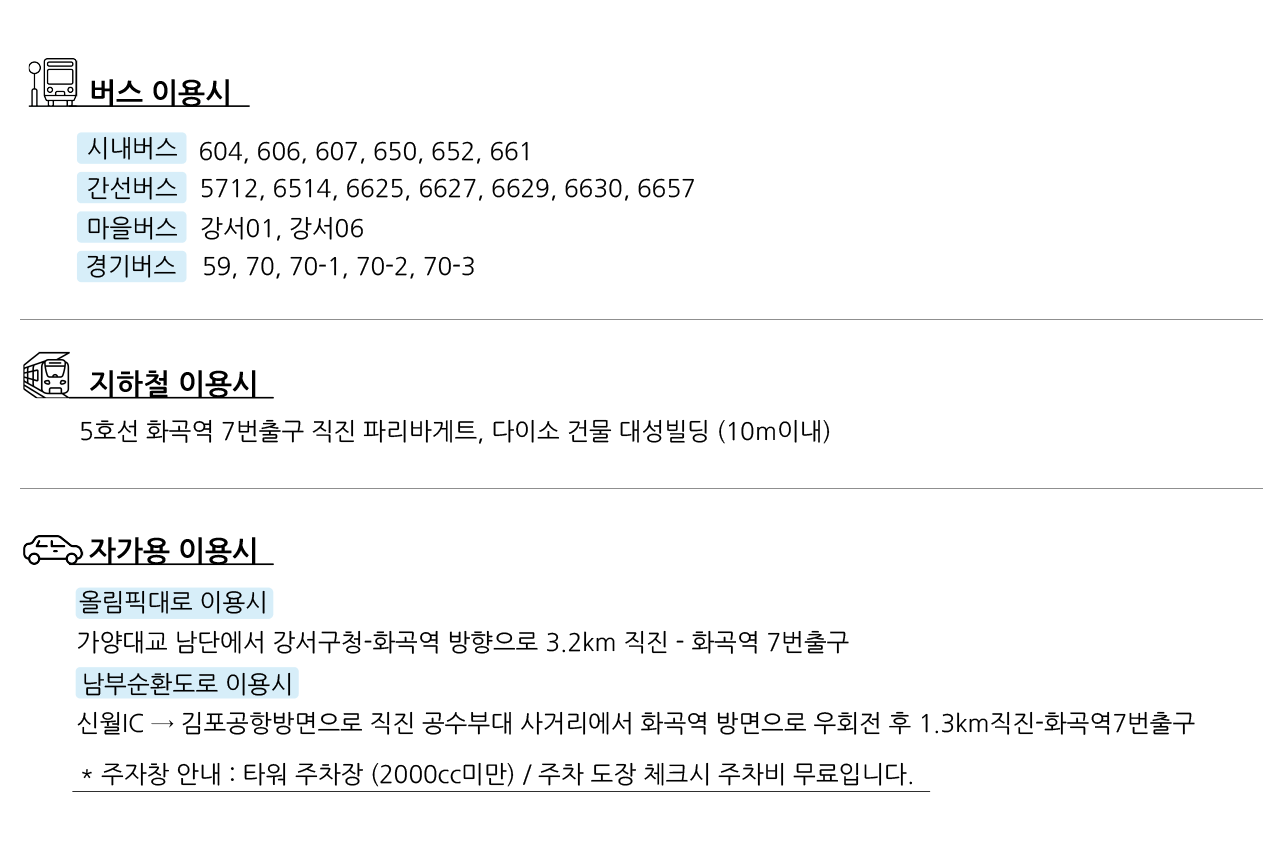 버스 이용시
시내버스 604, 606, 607, 650, 652, 661
간선버스 5712, 6514, 6625, 6627, 6629, 6630, 6657
마을버스 강서01, 강서06
경기버스 59, 70, 70-1, 70-2, 70-3
지하철 이용시
5호선 화곡역 7번출구 직진 파리바게트, 다이소 건물 대성빌딩 (10m이내)
자가용 이용시
올림픽대로 이용시
가양대교 남단에서 강서구청-화곡역 방향으로 3.2km 직진 - 화곡역 7번출구
남부순환도로 이용시
신월IC → 김포공항방면으로 직진 공수부대 사거리에서 화곡역 방면으로 우회전 후 1.3km직진-화곡역7번출구
* 주자창 안내 : 타워 주차장 (2000cc미만) / 주차 도장 체크시 주차비 무료입니다.